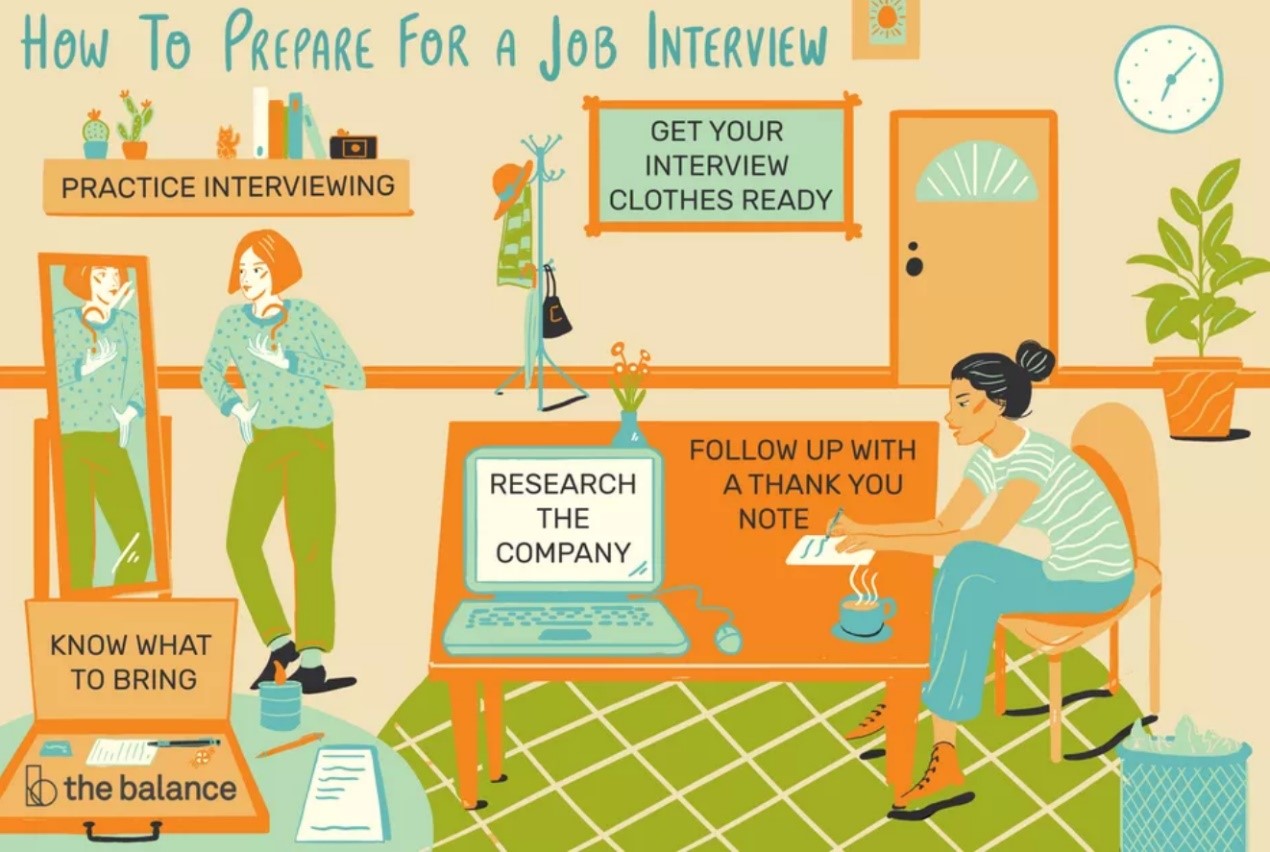 HOW TO PREPARE FOR A JOB INTERVIEW
PRACTICE INTERVIEWING
GET YOUR
INTERVIEW
CLOTHES READY
RESEARCH
THE
COMPANY
FOLLOW UP WITH
A THANK YOU
NOTE
KNOW WHAT
TO BRING
b the balance